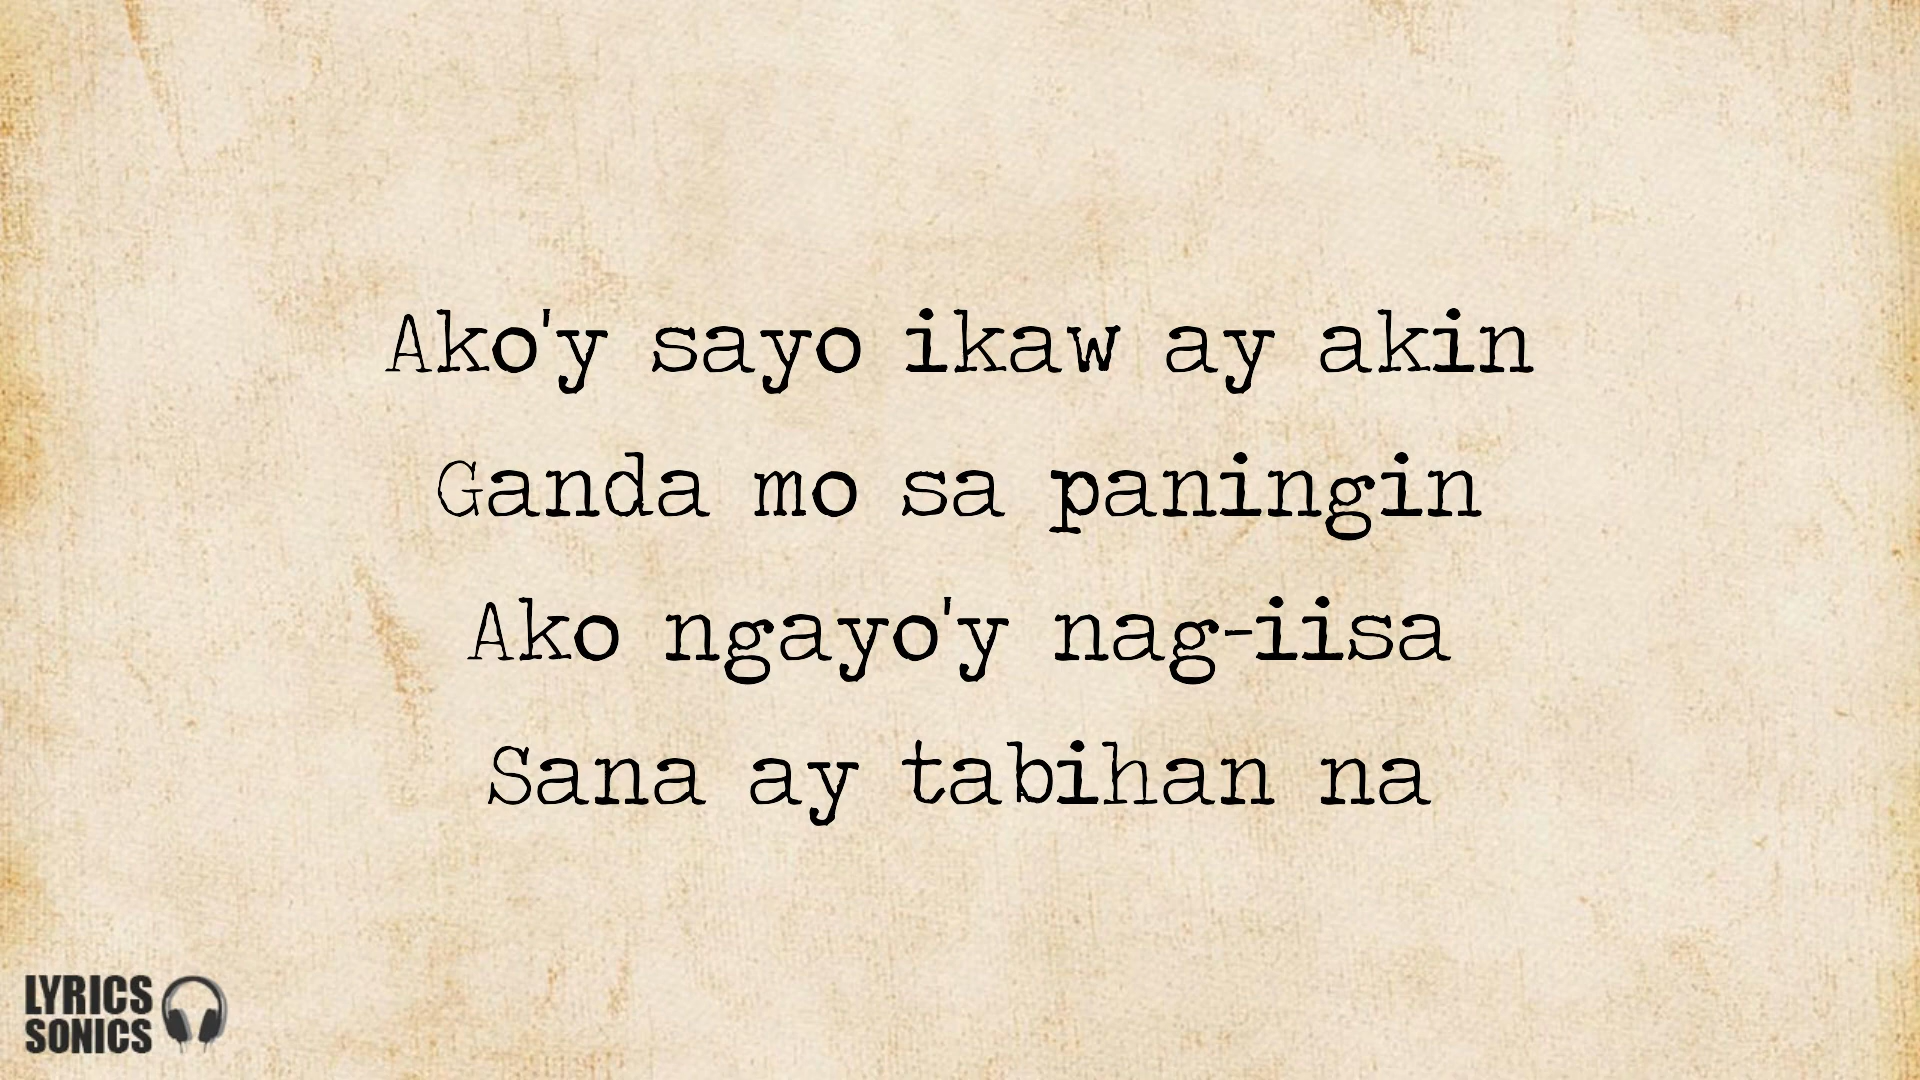 Ako'y sayo ikaw ay akin
Ganda mo sa paningin
Ako ngayo'y nag-iisa
Sana ay tabihan na
LYRICS
SONICS